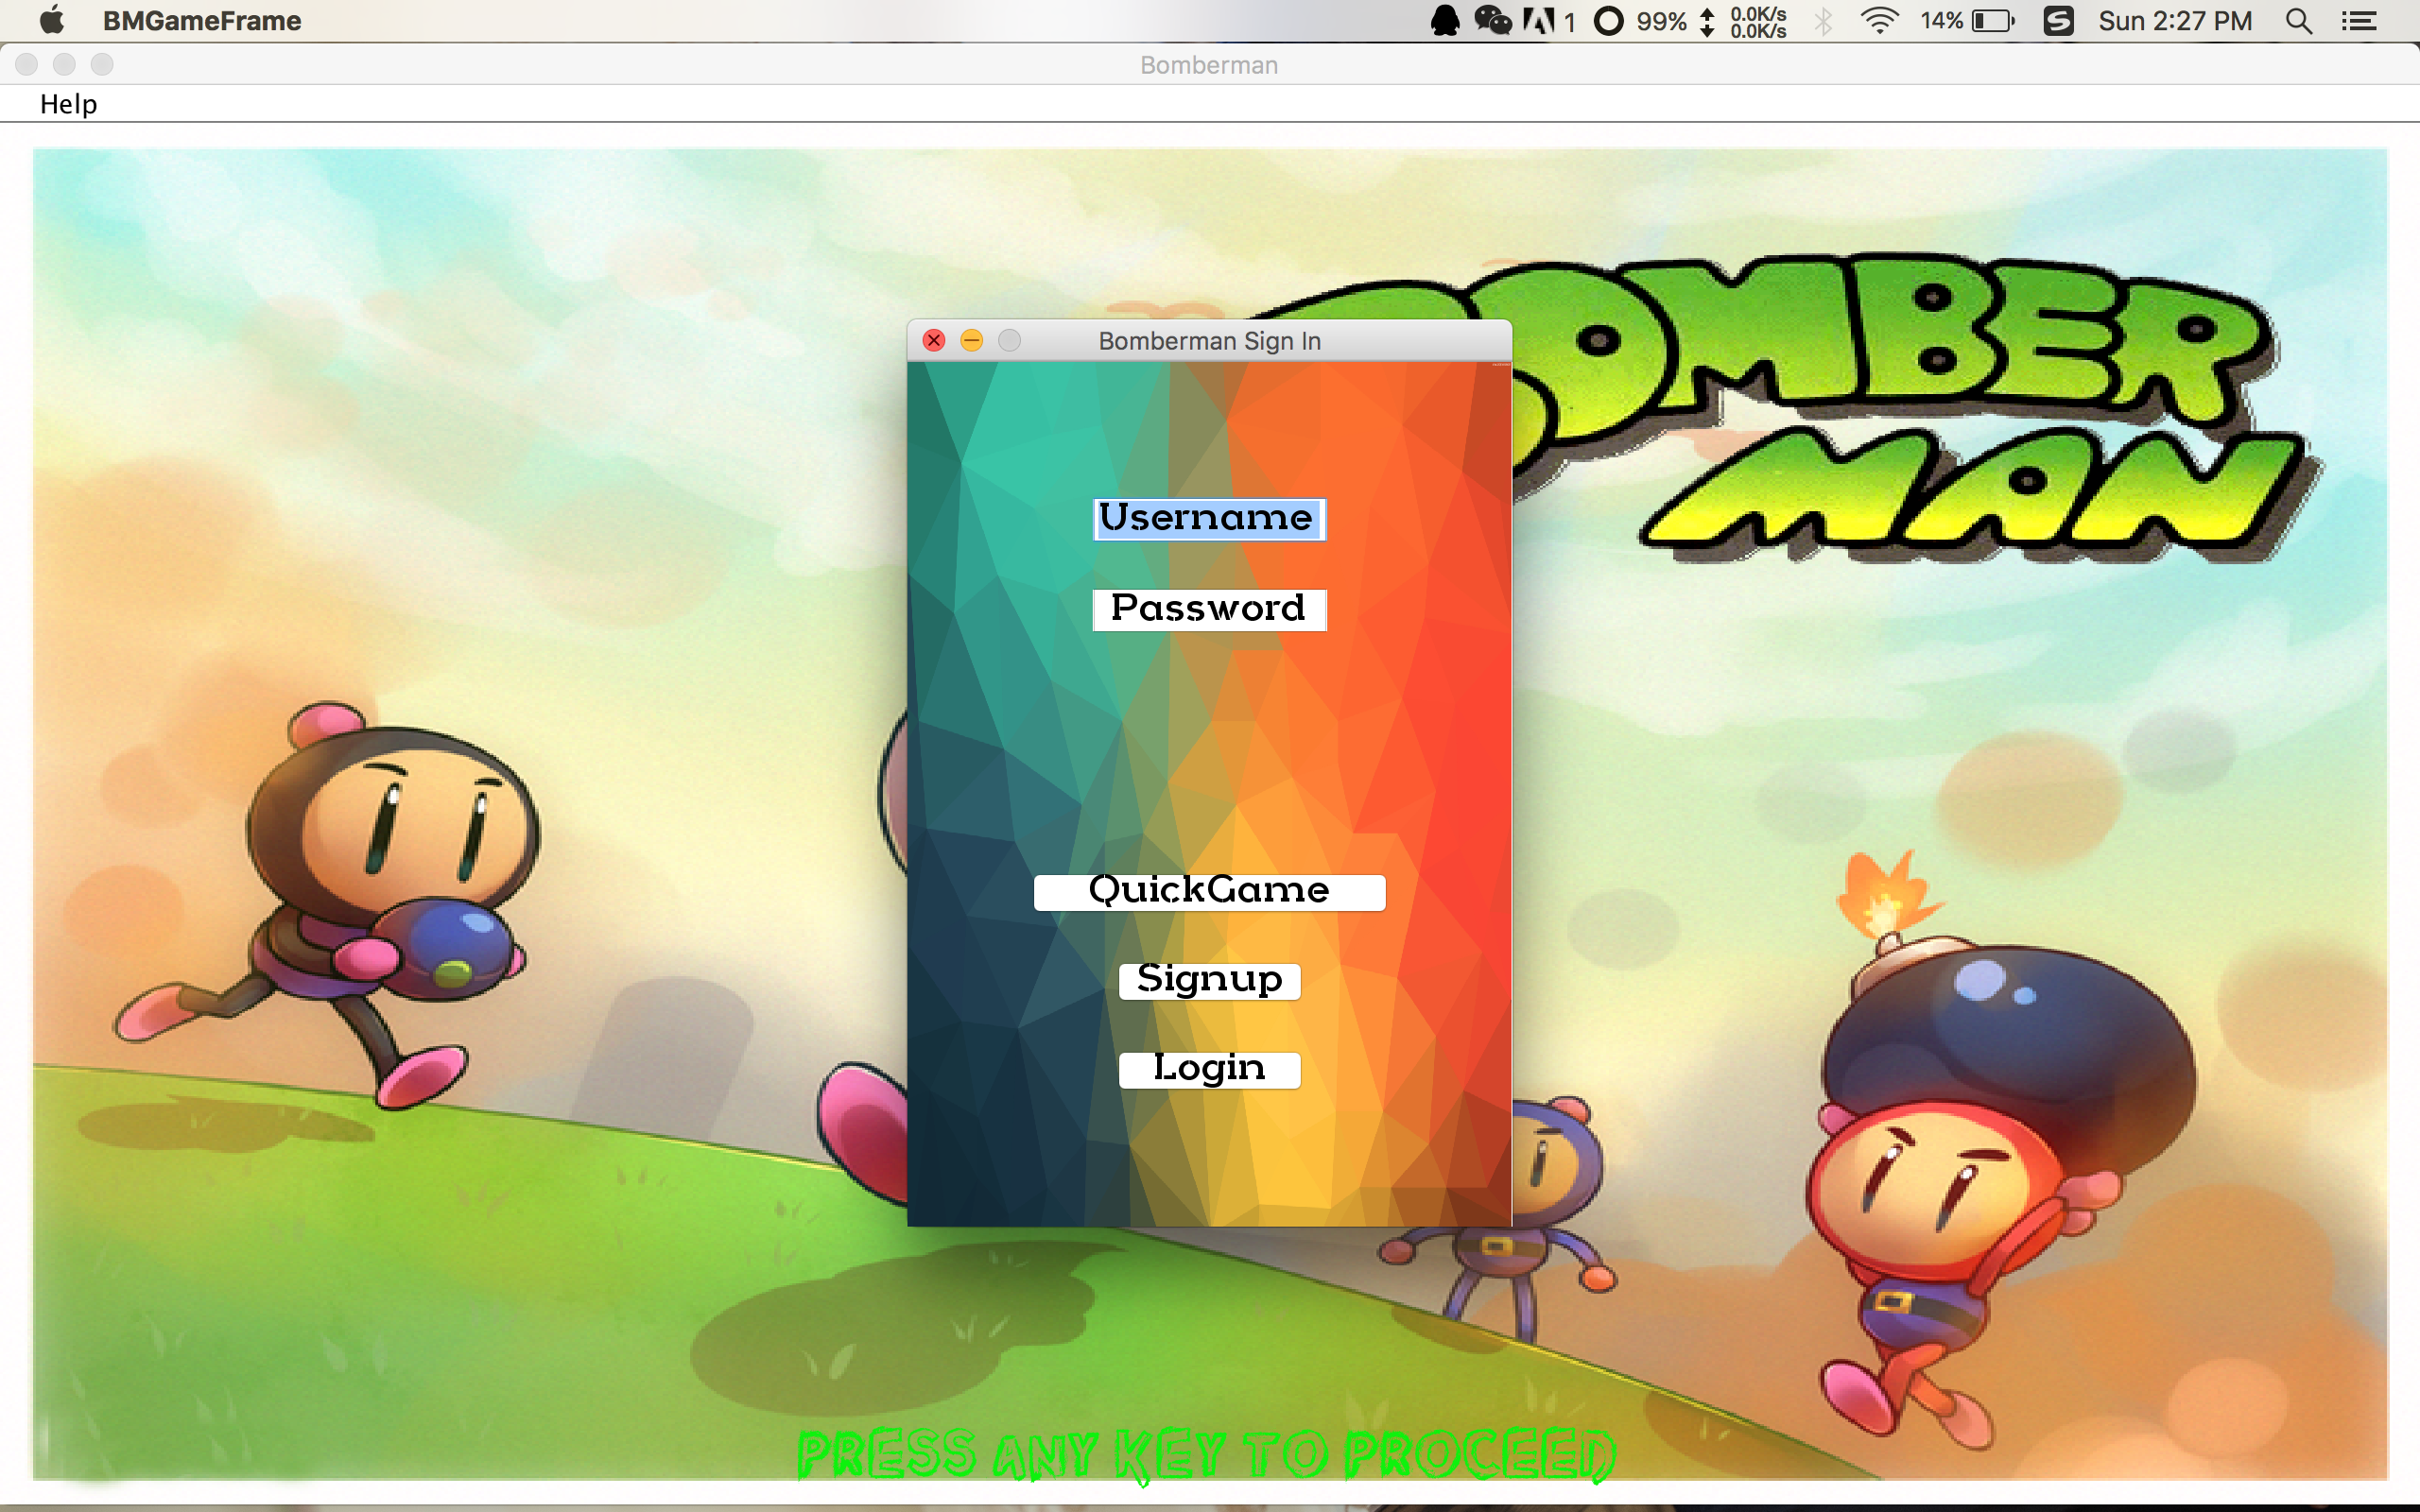 BMGameFrame
1 99% 0.0K/s 14% Sun 2:27 PM
0.0K/s
Bomberman
Help
BOMBER
MAN
Bomberman Sign In
Username
Password
QuickGame
Signup
Login
PRESS ANY KEY TO PROCEED